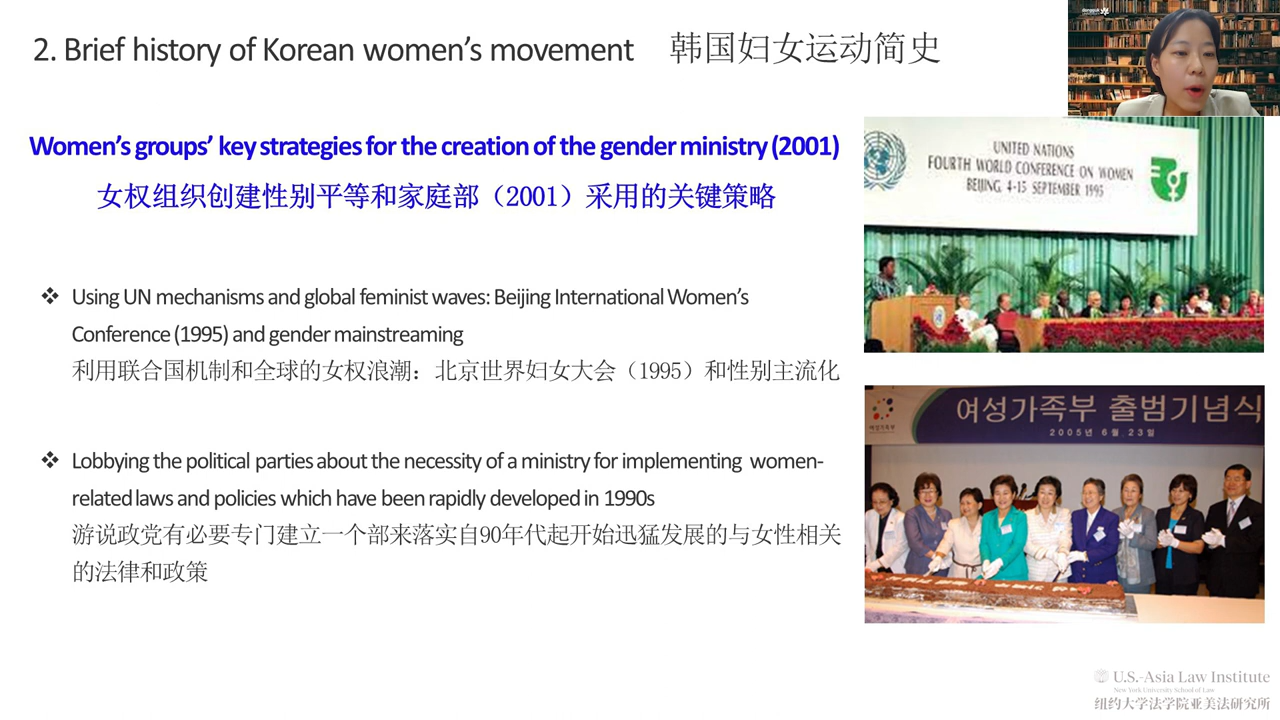 2. Brief history of Korean women's movement 韩国妇女运动简史
Women's groups' key strategies for the creation of the gender ministry (2001)
女权组织创建性别平等和家庭部（2001）采用的关键策略
❖ Using UN mechanisms and global feminist waves: Beijing International Women's
Conference (1995) and gender mainstreaming
利用联合国机制和全球的女权浪潮：北京世界妇女大会（1995）和性别主流化
❖ Lobbying the political parties about the necessity of a ministry for implementing women-
related laws and policies which have been rapidly developed in 1990s
游说政党有必要专门建立一个部来落实自90年代起开始迅猛发展的与女性相关
的法律和政策
UNITED NATIONS
FOURTH WORLD CONFERENCE ON WOMEN
BEIJING, 4-15 SEPTEMBER 1995
여성가족부
여성가족부 출범기념식
2005년 6월 23일
U.S.-Asia Law Institute
New York University School of Law
纽约大学法学院亚美法研究所